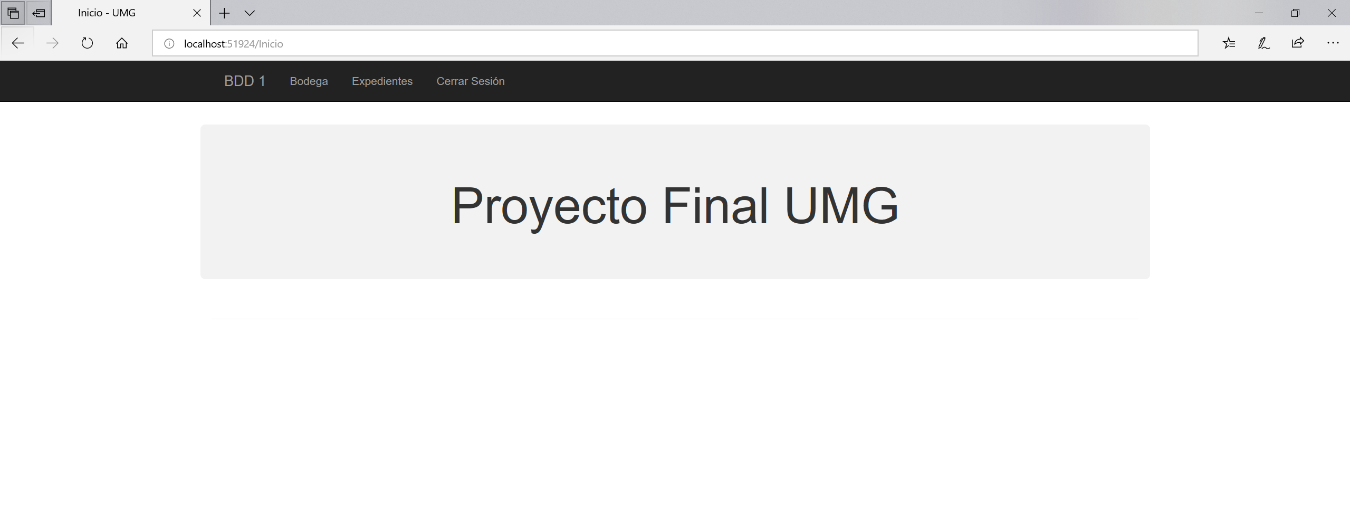 Inicio - UMG
localhost:51924/Inicio
BDD 1 Bodega Expedientes Cerrar Sesión
Proyecto Final UMG